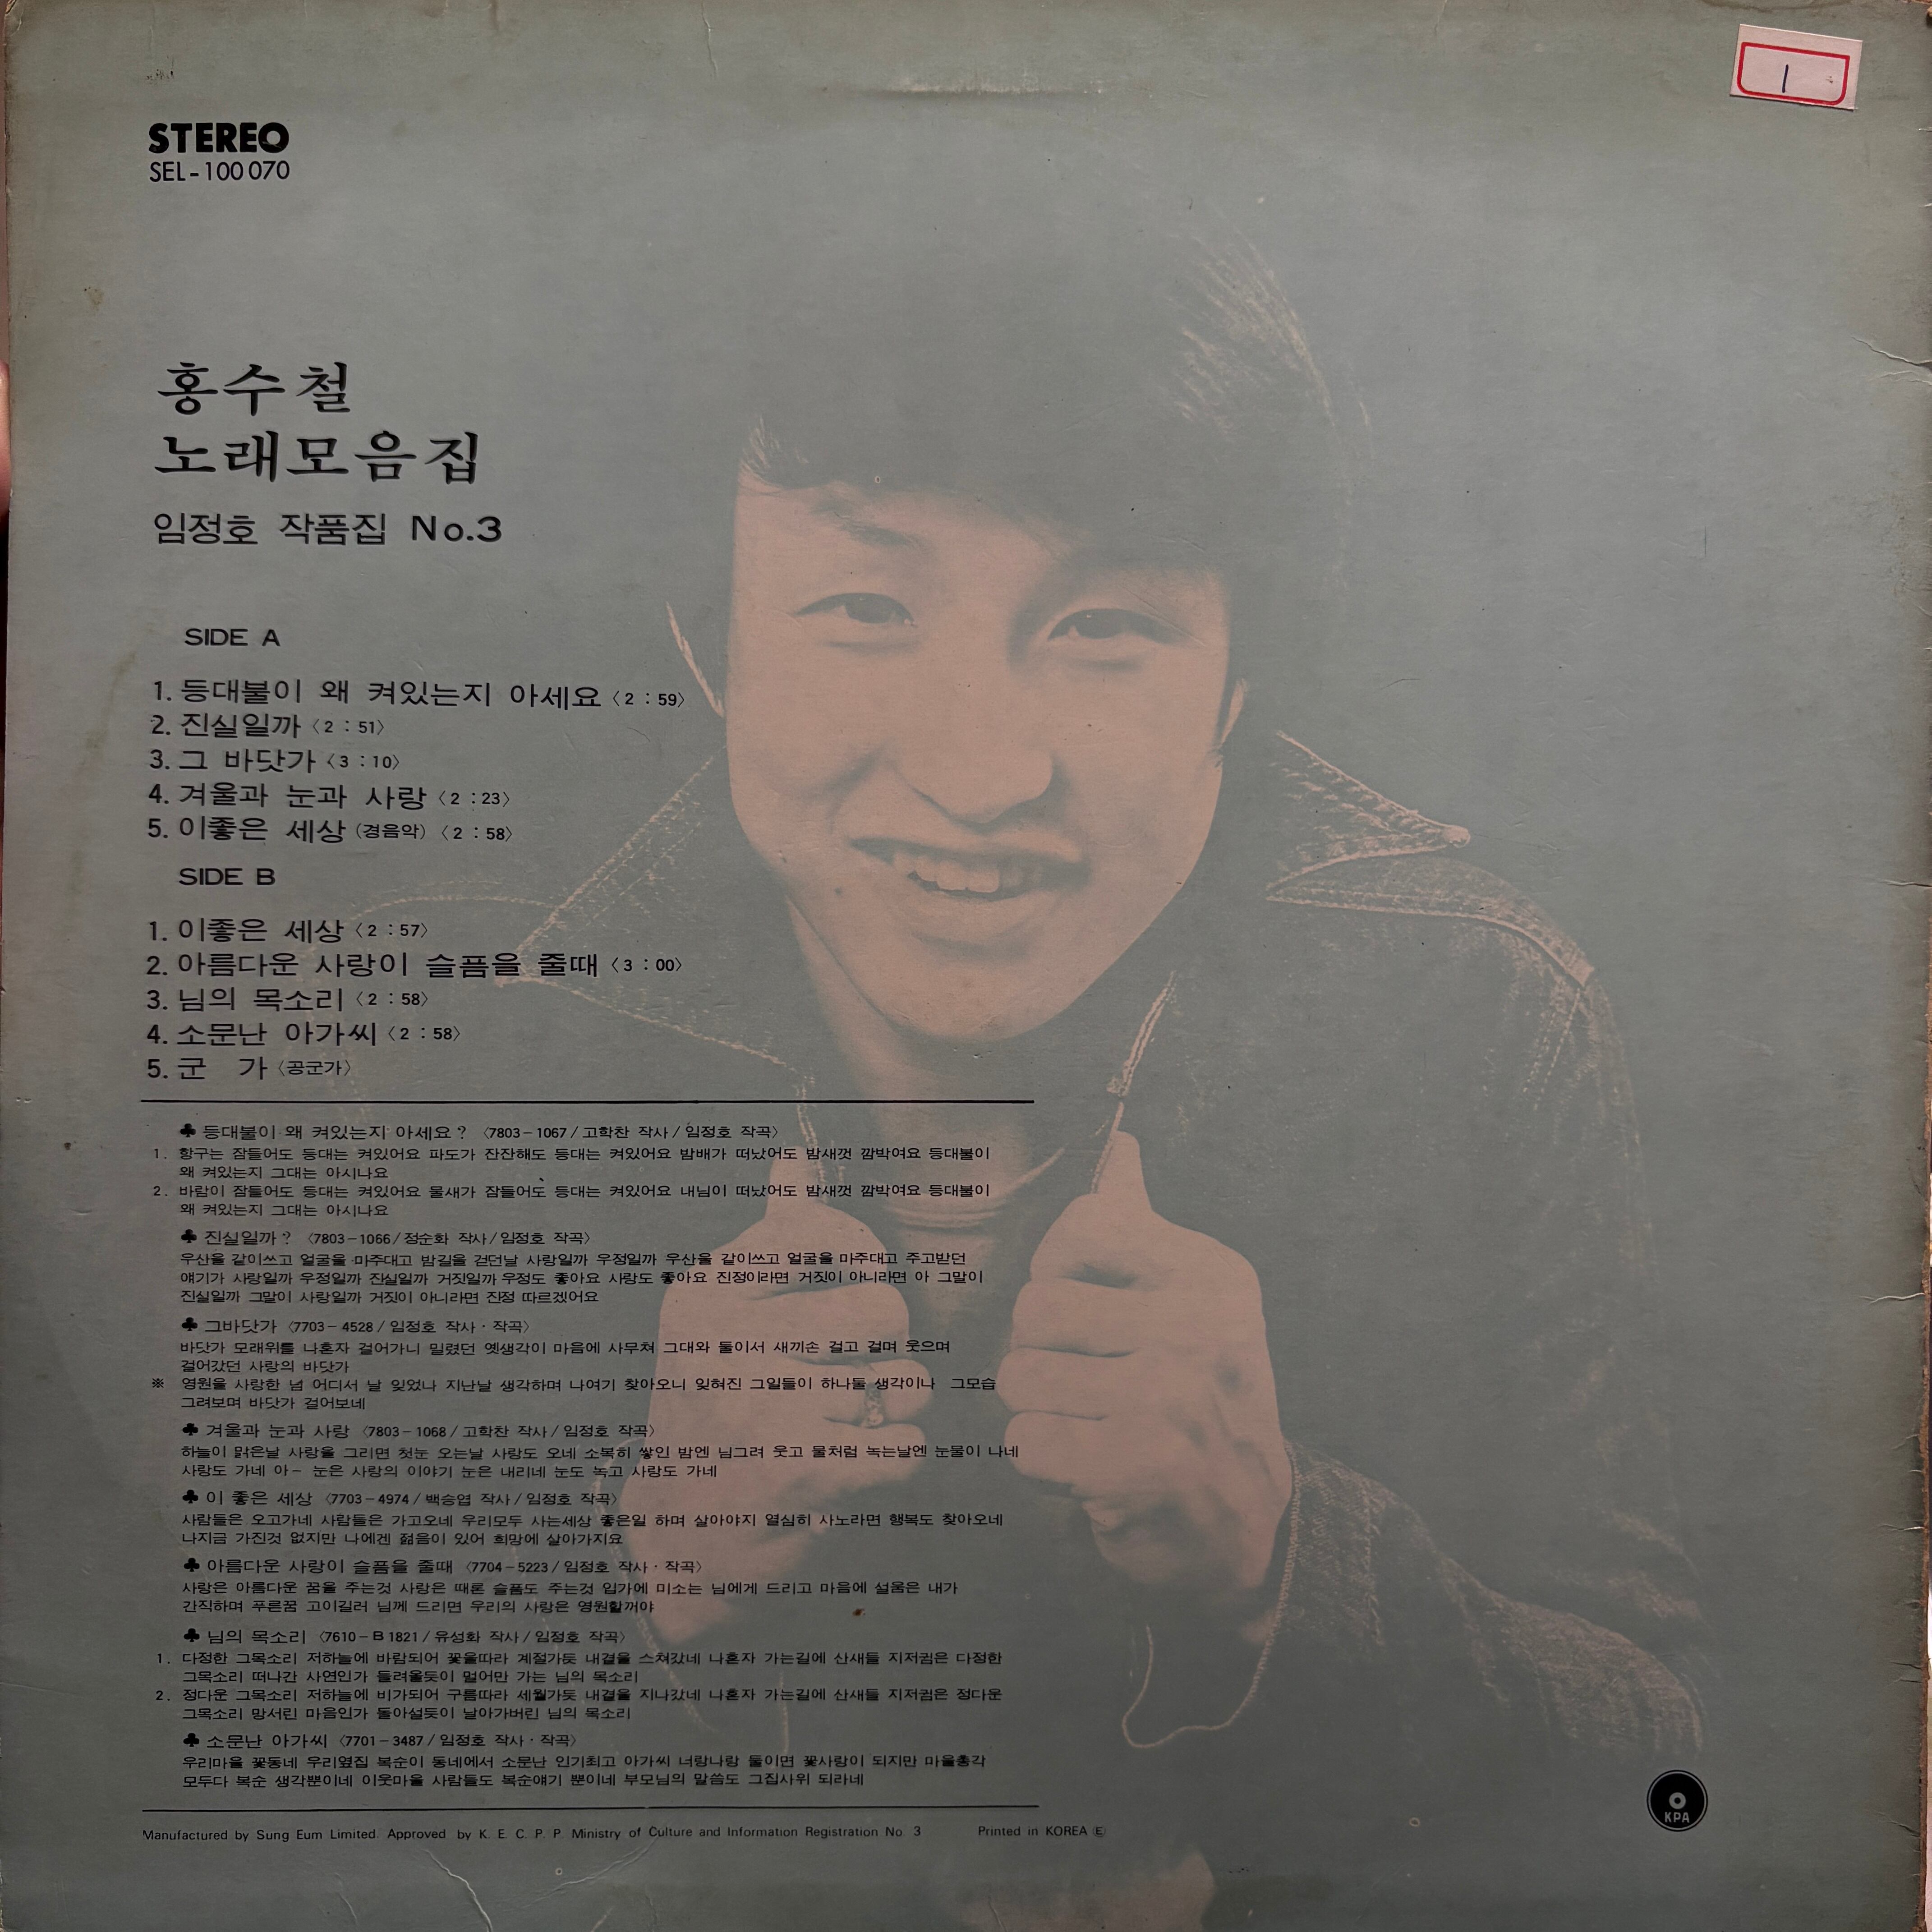 1
STEREO
SEL-100 070
홍수철
노래모음집
임정호 작품집 No.3
SIDE A
1. 등대불이 왜 켜있는지 아세요 〈2 : 59〉
2. 진실일까 〈2 : 51〉
3. 그 바닷가 〈3 : 10〉
4. 겨울과 눈과 사랑 〈2 : 23〉
5. 이좋은 세상 (경음악) 〈2 : 58〉
SIDE B
1. 이좋은 세상 〈2 : 57〉
2. 아름다운 사랑이 슬픔을 줄때 〈3 : 00〉
3. 님의 목소리 〈2 : 58〉
4. 소문난 아가씨 〈2 : 58〉
5. 군 가 〈공군가〉
♣ 등대불이 왜 켜있는지 아세요? 〈7803-1067/고학찬 작사/임정호 작곡〉
1. 항구는 잠들어도 등대는 켜있어요 파도가 잔잔해도 등대는 켜있어요 밤배가 떠났어도 밤새껏 깜박여요 등대불이
왜 켜있는지 그대는 아시나요
2. 바람이 잠들어도 등대는 켜있어요 물새가 잠들어도 등대는 켜있어요 내님이 떠났어도 밤새껏 깜박여요 등대불이
왜 켜있는지 그대는 아시나요
♣ 진실일까? 〈7803-1066/정순화 작사/임정호 작곡〉
우산을 같이쓰고 얼굴을 마주대고 밤길을 걷던날 사랑일까 우정일까 우산을 같이쓰고 얼굴을 마주대고 주고받던
얘기가 사랑일까 우정일까 진실일까 거짓일까 우정도 좋아요 사랑도 좋아요 진정이라면 거짓이 아니라면 아 그말이
진실일까 그말이 사랑일까 거짓이 아니라면 진정 따르겠어요
♣ 그바닷가 〈7703-4528/임정호 작사·작곡〉
바닷가 모래위를 나혼자 걸어가니 밀렸던 옛생각이 마음에 사무쳐 그대와 둘이서 새끼손 걸고 걸며 웃으며
걸어갔던 사랑의 바닷가
※ 영원을 사랑한 넘 어디서 날 잊었나 지난날 생각하며 나여기 찾아오니 잊혀진 그일들이 하나둘 생각이나 그모습
그려보며 바닷가 걸어보네
♣ 겨울과 눈과 사랑 〈7803-1068/고학찬 작사/임정호 작곡〉
하늘이 맑은날 사랑을 그리면 첫눈 오는날 사랑도 오네 소복히 쌓인 밤엔 님그려 웃고 물처럼 녹는날엔 눈물이 나네
사랑도 가네 아- 눈은 사랑의 이야기 눈은 내리네 눈도 녹고 사랑도 가네
♣ 이 좋은 세상 〈7703-4974/백승엽 작사/임정호 작곡〉
사람들은 오고가네 사람들은 가고오네 우리모두 사는세상 좋은일 하며 살아야지 열심히 사노라면 행복도 찾아오네
나지금 가진것 없지만 나에겐 젊음이 있어 희망에 살아가지요
♣ 아름다운 사랑이 슬픔을 줄때 〈7704-5223/임정호 작사·작곡〉
사랑은 아름다운 꿈을 주는것 사랑은 때론 슬픔도 주는것 입가에 미소는 님에게 드리고 마음에 설움은 내가
간직하며 푸른꿈 고이길러 님께 드리면 우리의 사랑은 영원할꺼야
♣ 님의 목소리 〈7610-B 1821/유성화 작사/임정호 작곡〉
1. 다정한 그목소리 저하늘에 바람되어 꽃을따라 계절가듯 내곁을 스쳐갔네 나혼자 가는길에 산새들 지저귐은 다정한
그목소리 떠나간 사연인가 들려올듯이 멀어만 가는 님의 목소리
2. 정다운 그목소리 저하늘에 비가되어 구름따라 세월가듯 내곁을 지나갔네 나혼자 가는길에 산새들 지저귐은 정다운
그목소리 망서린 마음인가 돌아설듯이 날아가버린 님의 목소리
♣ 소문난 아가씨 〈7701-3487/임정호 작사·작곡〉
우리마을 꽃동네 우리옆집 복순이 동네에서 소문난 인기최고 아가씨 너랑나랑 둘이면 꽃사랑이 되지만 마을총각
모두다 복순 생각뿐이네 이웃마을 사람들도 복순얘기 뿐이네 부모님의 말씀도 그집사위 되라네
Manufactured by Sung Eum Limited. Approved by K. E. C. P. P. Ministry of Culture and Information Registration No. 3 Printed in KOREA Ⓔ
KPA